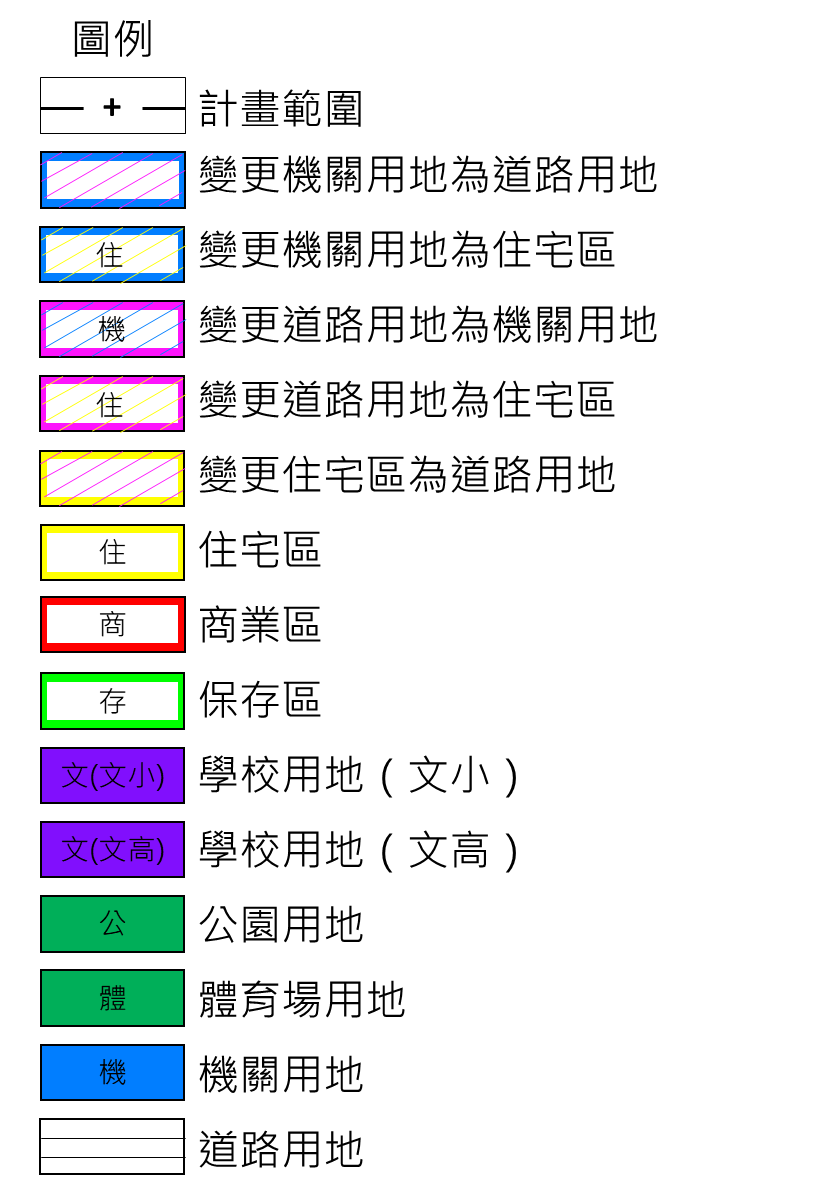 圖例
計畫範圍
變更機關用地為道路用地
住 變更機關用地為住宅區
機 變更道路用地為機關用地
住 變更道路用地為住宅區
變更住宅區為道路用地
住 住宅區
商 商業區
存 保存區
文(文小) 學校用地（文小）
文(文高) 學校用地（文高）
公 公園用地
體 體育場用地
機 機關用地
道路用地